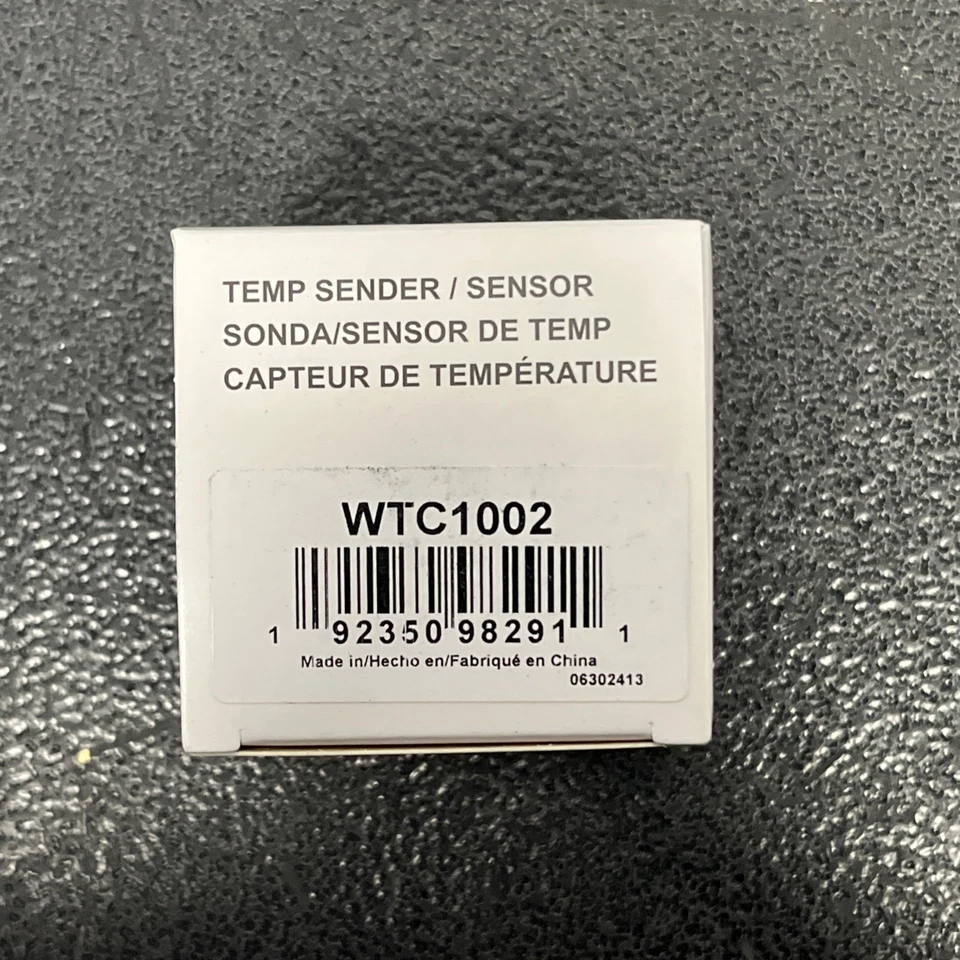 TEMP SENDER / SENSOR
SONDA/SENSOR DE TEMP
CAPTEUR DE TEMPÉRATURE
WTC1002
1 92350 98291 1
Made in/Hecho en/Fabriqué en China
06302413